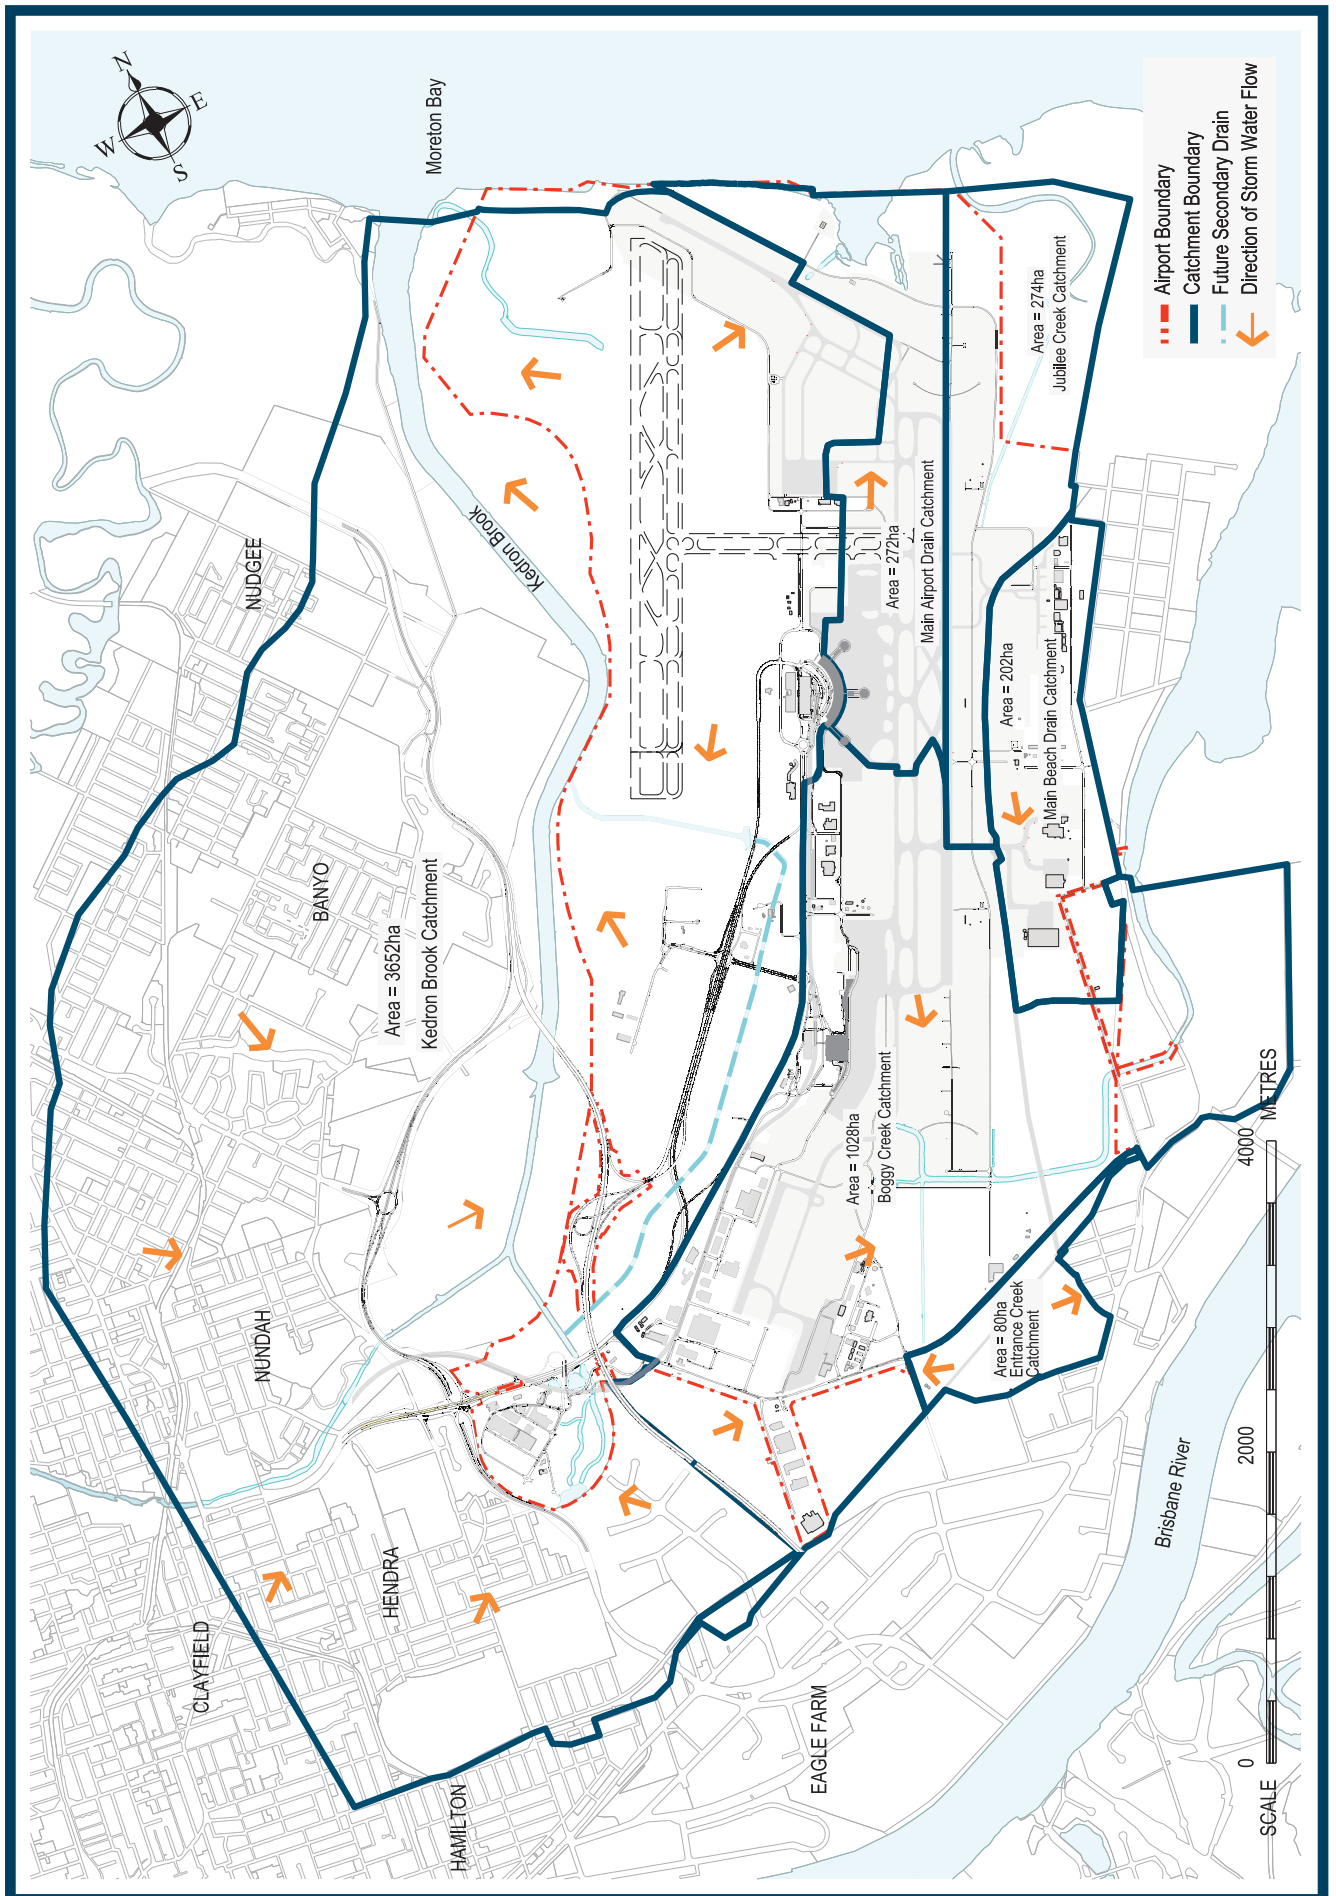 N
E
S
W
Moreton Bay
Airport Boundary
Catchment Boundary
Future Secondary Drain
Direction of Storm Water Flow
Area = 274ha
Jubilee Creek Catchment
Kedron Brook
NUDGEE
Area = 272ha
Main Airport Drain Catchment
Area = 202ha
Main Beach Drain Catchment
BANYO
Area = 3652ha
Kedron Brook Catchment
Area = 1028ha
Boggy Creek Catchment
NUNDAH
Area = 80ha
Entrance Creek
Catchment
HENDRA
CLAYFIELD
HAMILTON
EAGLE FARM
Brisbane River
SCALE
0
2000
4000
METRES